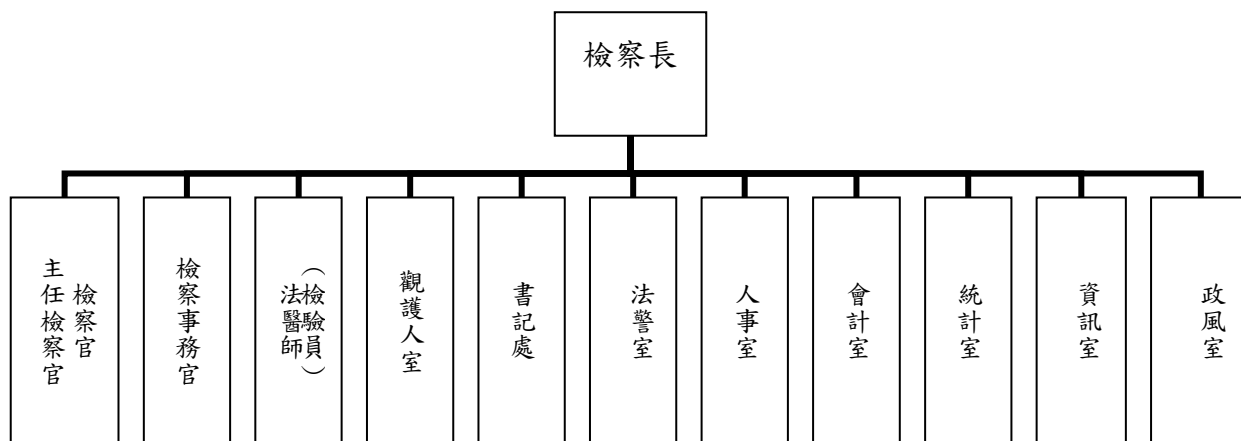 檢察長
主任檢察官
檢察官
檢察事務官
法醫師
（檢驗員）
觀護人室
書記處
法警室
人事室
會計室
統計室
資訊室
政風室